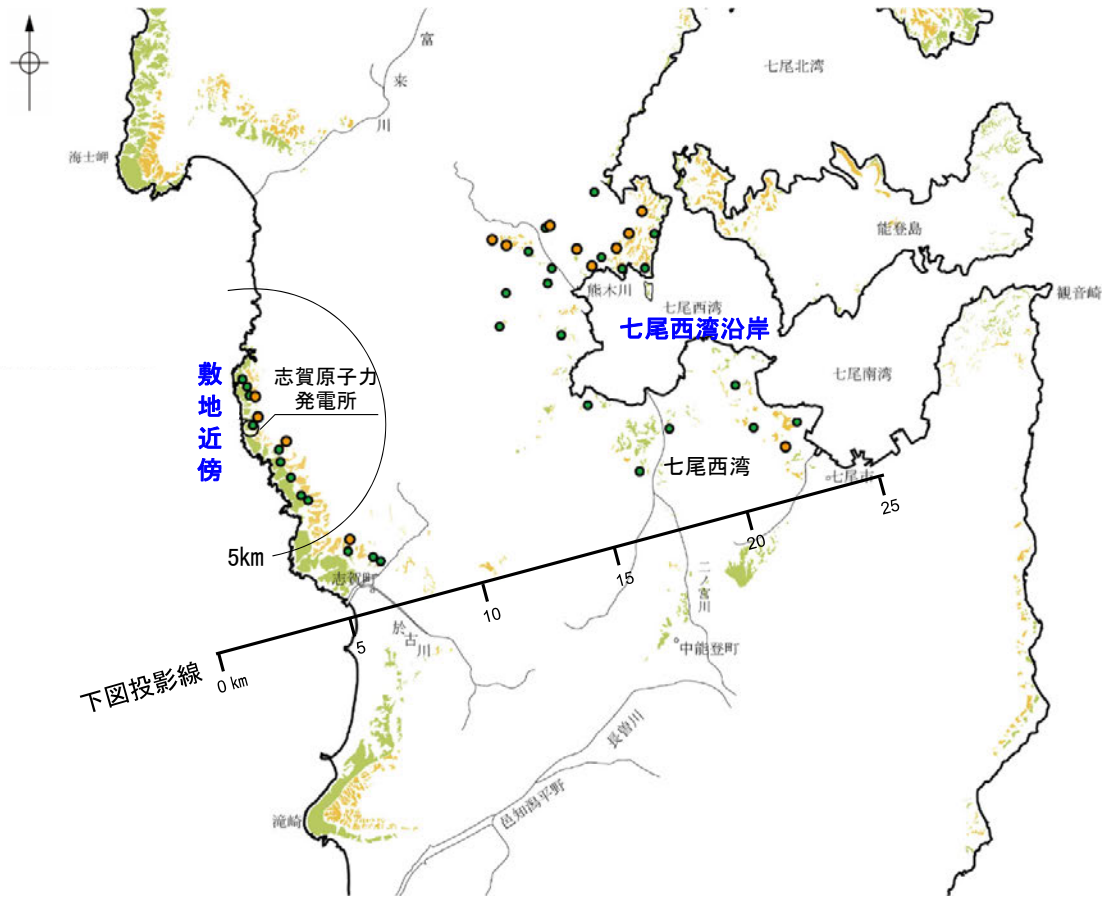 富
来
川
七尾北湾
海士岬
能登島
熊木川
七尾西湾
観音崎
七尾西湾沿岸
敷地近傍
志賀原子力
発電所
七尾南湾
七尾西湾
七尾市
5km
志賀町
於古川
二ノ宮川
中能登町
下図投影線
0 km
5
10
15
20
25
長曽川
邑知潟平野
滝崎